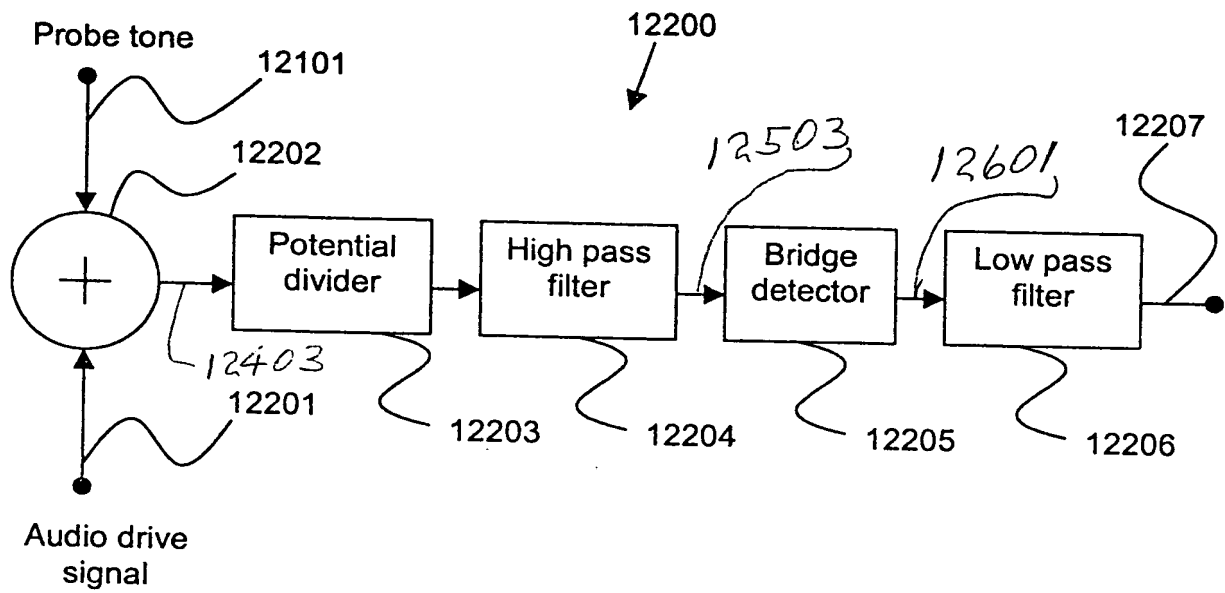 Probe tone
12200
12101
12207
12202
12503
12601
Potential
divider
High pass
filter
Bridge
detector
Low pass
filter
+
12403
12201
12203
12204
12205
12206
Audio drive
signal